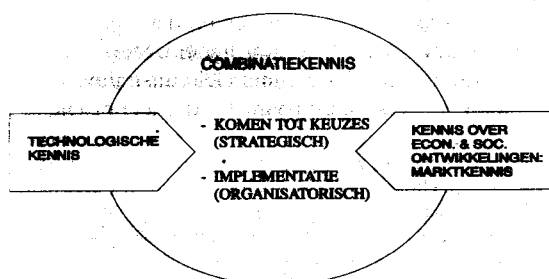 COMBINATIEKENNIS
TECHNOLOGISCHE
KENNIS
- KOMEN TOT KEUZES
(STRATEGISCH)
- IMPLEMENTATIE
(ORGANISATORISCH)
KENNIS OVER
ECON. & SOC.
ONTWIKKELINGEN:
MARKTKENNIS